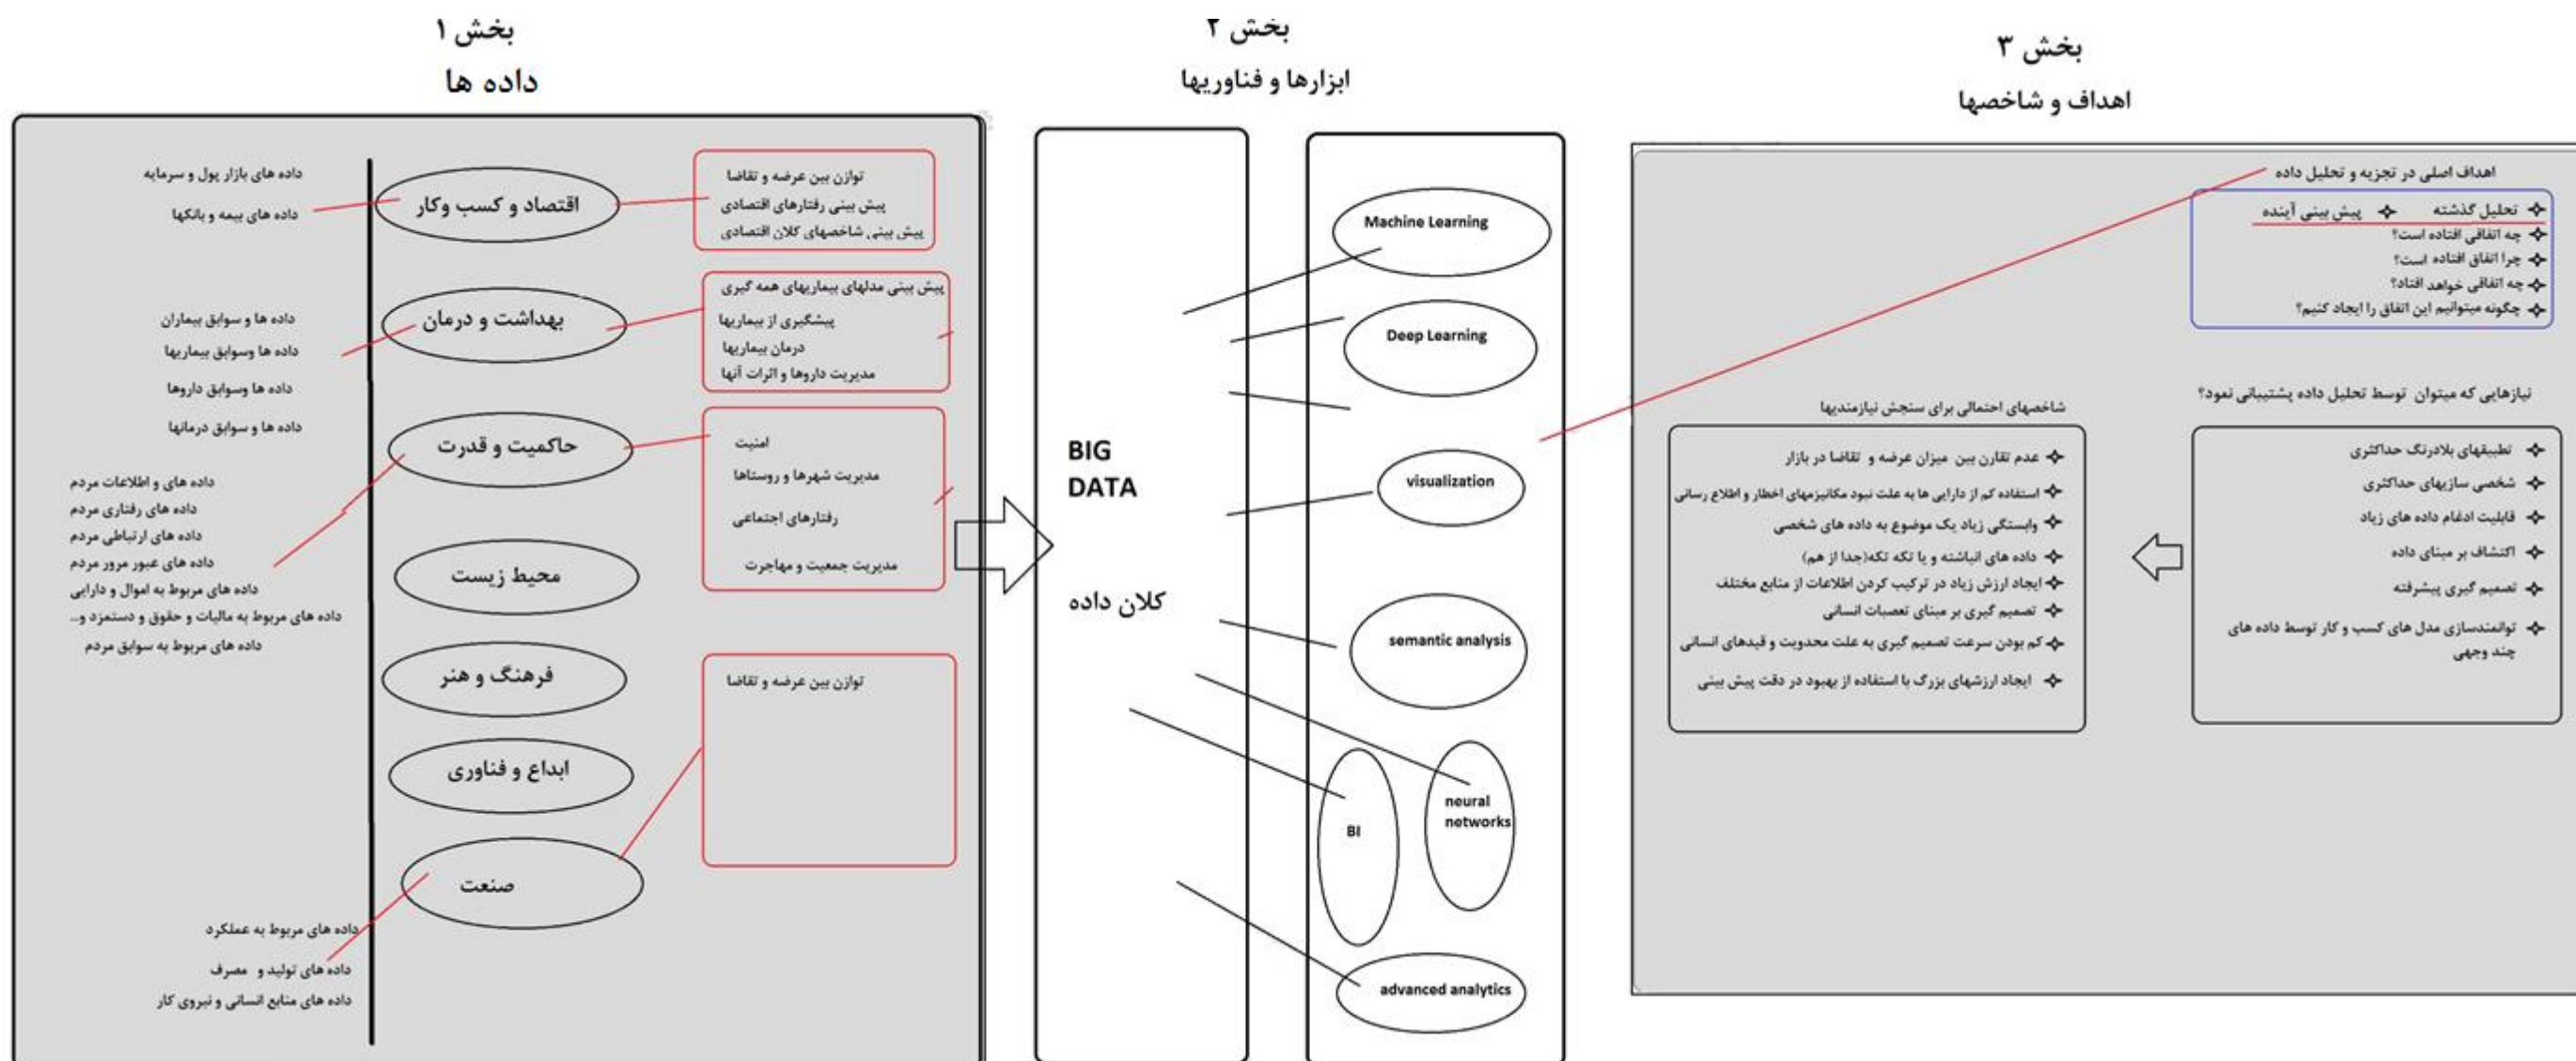 بخش ۱
داده ها
داده های بازار پول و سرمایه
داده های بیمه و بانکها
داده ها و سوابق بیماران
داده ها وسوابق بیماریها
داده ها وسوابق داروها
داده ها و سوابق درمانها
داده های و اطلاعات مردم
داده های رفتاری مردم
داده های ارتباطی مردم
داده های عبور مرور مردم
داده های مربوط به اموال و دارایی
داده های مربوط به مالیات و حقوق و دستمزد و...
داده های مربوط به سوابق مردم
داده های مربوط به عملکرد
داده های تولید و مصرف
داده های منابع انسانی و نیروی کار
اقتصاد و کسب وکار
بهداشت و درمان
حاکمیت و قدرت
محیط زیست
فرهنگ و هنر
ابداع و فناوری
صنعت
توازن بین عرضه و تقاضا
پیش بینی رفتارهای اقتصادی
پیش بینی شاخصهای کلان اقتصادی
پیش بینی مدلهای بیماریهای همه گیری
پیشگیری از بیماریها
درمان بیماریها
مدیریت داروها و اثرات آنها
امنیت
مدیریت شهرها و روستاها
رفتارهای اجتماعی
مدیریت جمعیت و مهاجرت
توازن بین عرضه و تقاضا
بخش ۲
ابزارها و فناوریها
BIG
DATA
کلان داده
Machine Learning
Deep Learning
visualization
semantic analysis
neural
networks
BI
advanced analytics
بخش ۳
اهداف و شاخصها
اهداف اصلی در تجزیه و تحلیل داده
تحلیل گذشته پیش بینی آینده
چه اتفاقی افتاده است؟
چرا اتفاق افتاده است؟
چه اتفاقی خواهد افتاد؟
چگونه میتوانیم این اتفاق را ایجاد کنیم؟
نیازهایی که میتوان توسط تحلیل داده پشتیبانی نمود؟
تطبیقهای بلادرنگ حداکثری
شخصی سازیهای حداکثری
قابلیت ادغام داده های زیاد
اکتشاف بر مبنای داده
تصمیم گیری پیشرفته
توانمندسازی مدل های کسب و کار توسط داده های
چند وجهی
شاخصهای احتمالی برای سنجش نیازمندیها
عدم تقارن بین میزان عرضه و تقاضا در بازار
استفاده کم از دارایی ها به علت نبود مکانیزمهای اخطار و اطلاع رسانی
وابستگی زیاد یک موضوع به داده های شخصی
داده های انباشته و یا تکه تکه(جدا از هم)
ایجاد ارزش زیاد در ترکیب کردن اطلاعات از منابع مختلف
تصمیم گیری بر مبنای تعصبات انسانی
کم بودن سرعت تصمیم گیری به علت محدویت و قیدهای انسانی
ایجاد ارزشهای بزرگ با استفاده از بهبود در دقت پیش بینی